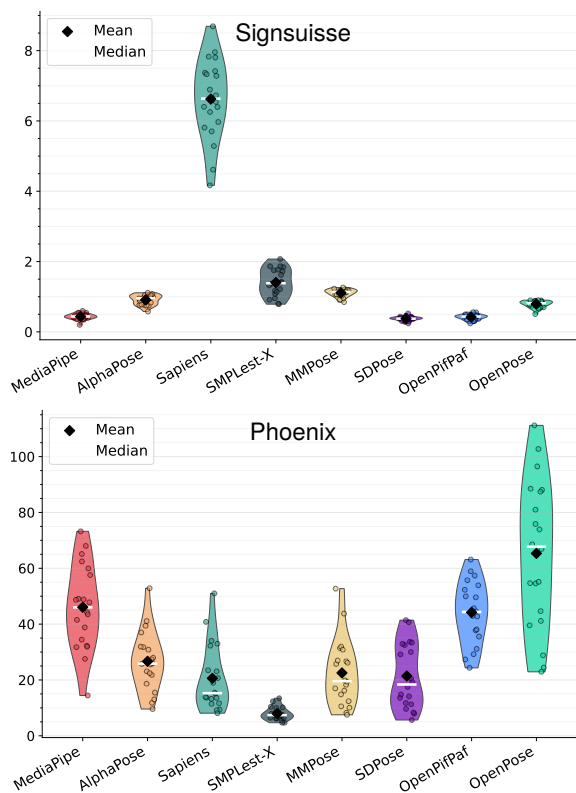 Signsuisse
Mean
Median
8
6
4
2
0
MediaPipe
AlphaPose
Sapiens
SMPLest-X
MMPose
SDPose
OpenPifPaf
OpenPose
Phoenix
Mean
Median
100
80
60
40
20
0
MediaPipe
AlphaPose
Sapiens
SMPLest-X
MMPose
SDPose
OpenPifPaf
OpenPose